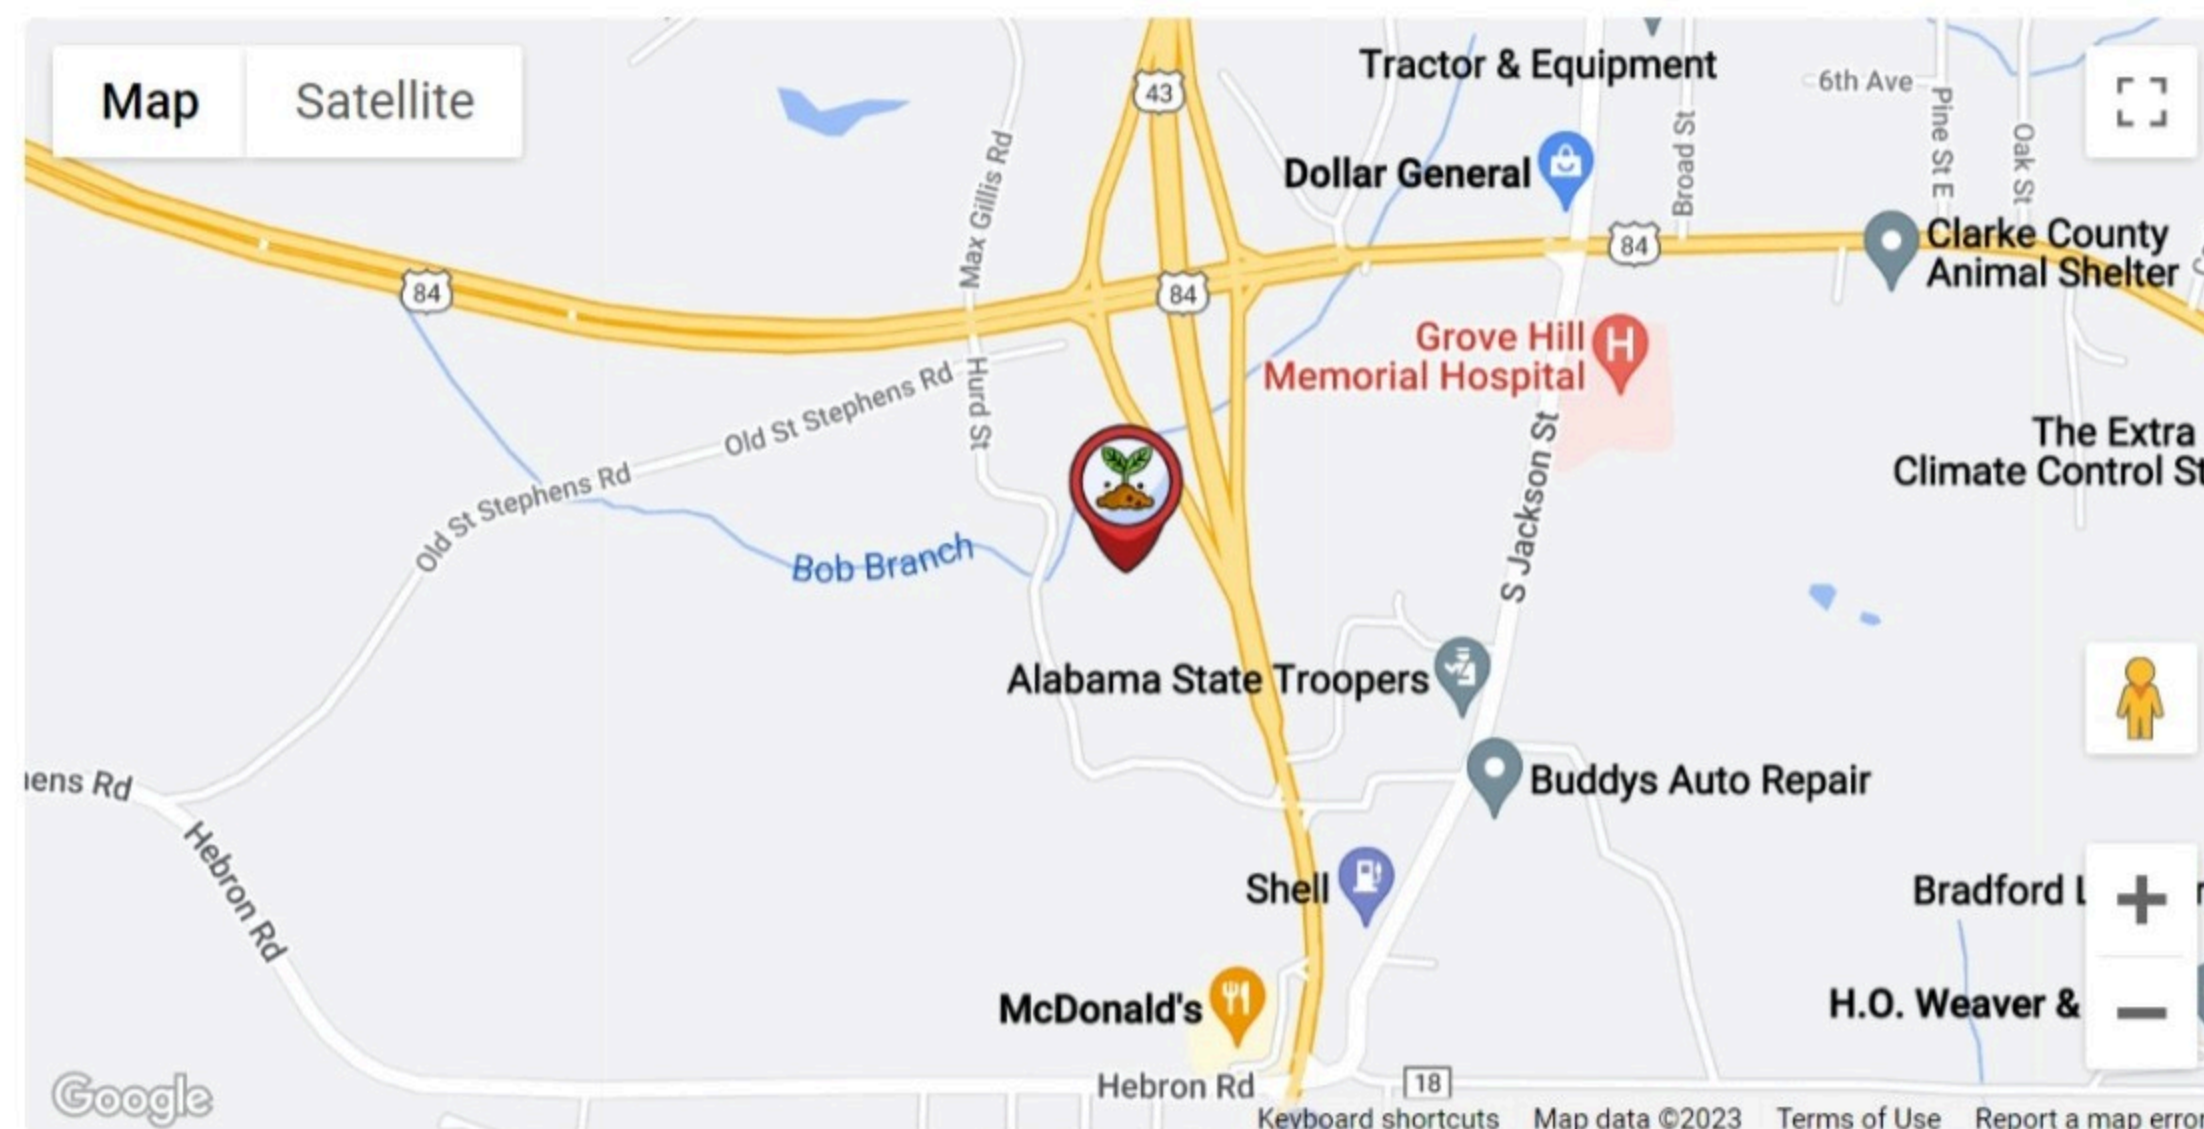 Map
Satellite
43
Tractor & Equipment
6th Ave
Pine St E
Oak St
Broad St
Max Gillis Rd
Dollar General
84
84
84
Clarke County
Animal Shelter
Grove Hill
Memorial Hospital
H
Hurd St
Old St Stephens Rd
Old St Stephens Rd
S Jackson St
The Extra
Climate Control St
Bob Branch
Alabama State Troopers
Buddys Auto Repair
ens Rd
Hebron Rd
Shell
Bradford
McDonald's
H.O. Weaver &
Hebron Rd
18
Google
Keyboard shortcuts
Map data ©2023
Terms of Use
Report a map error